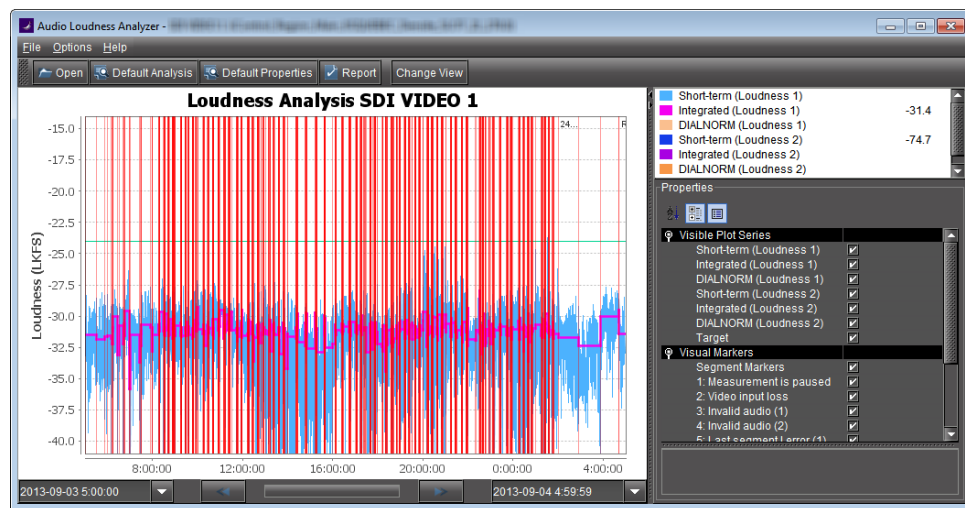 Audio Loudness Analyzer -
File Options Help
Open Default Analysis Default Properties Report Change View
Loudness Analysis SDI VIDEO 1
24... R
-15.0
-17.5
-20.0
-22.5
-25.0
-27.5
-30.0
-32.5
-35.0
-37.5
-40.0
Loudness (LKFS)
8:00:00 12:00:00 16:00:00 20:00:00 0:00:00 4:00:00
2013-09-03 5:00:00 2013-09-04 4:59:59
Short-term (Loudness 1)
Integrated (Loudness 1) -31.4
DIALNORM (Loudness 1)
Short-term (Loudness 2) -74.7
Integrated (Loudness 2)
DIALNORM (Loudness 2)
Properties
Visible Plot Series
Short-term (Loudness 1)
Integrated (Loudness 1)
DIALNORM (Loudness 1)
Short-term (Loudness 2)
Integrated (Loudness 2)
DIALNORM (Loudness 2)
Target
Visual Markers
Segment Markers
1: Measurement is paused
2: Video input loss
3: Invalid audio (1)
4: Invalid audio (2)
5: Last segment I error (1)